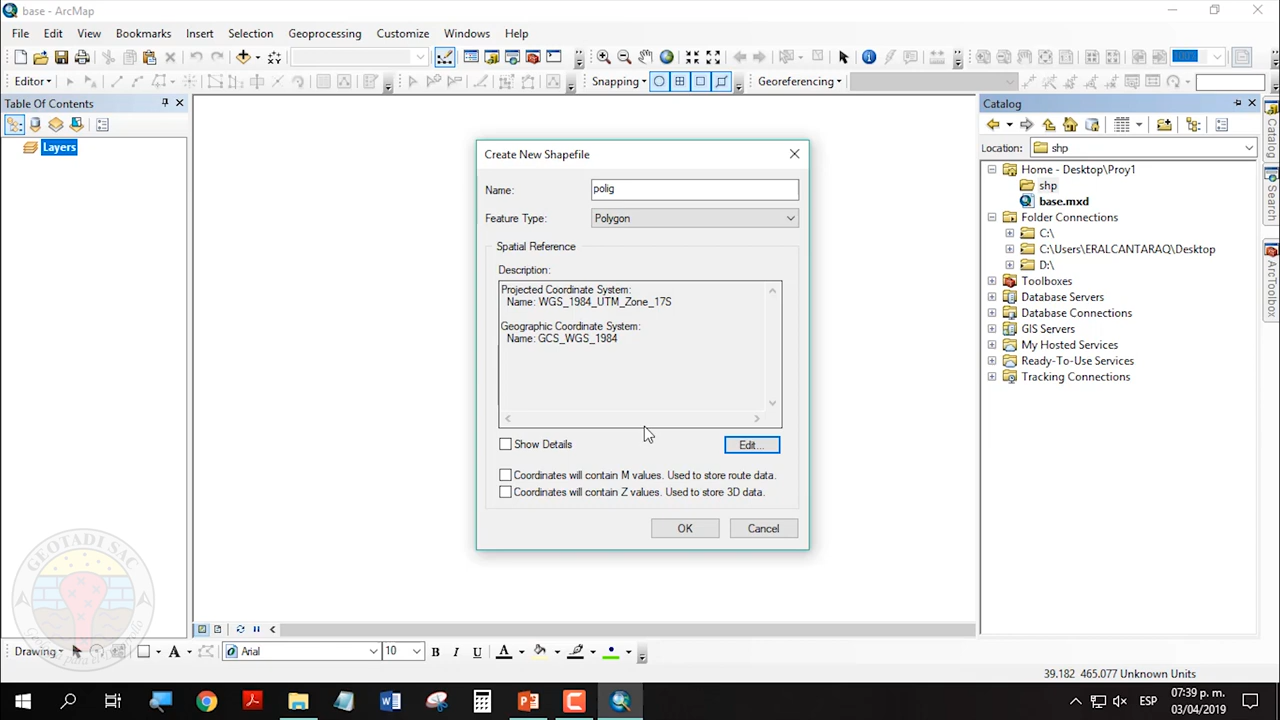 base - ArcMap
File Edit View Bookmarks Insert Selection Geoprocessing Customize Windows Help
Editor Snapping Georeferencing
Table Of Contents
Layers
Create New Shapefile
Name: polig
Feature Type: Polygon
Spatial Reference
Description:
Projected Coordinate System:
Name: WGS_1984_UTM_Zone_17S
Geographic Coordinate System:
Name: GCS_WGS_1984
Show Details Edit...
Coordinates will contain M values. Used to store route data.
Coordinates will contain Z values. Used to store 3D data.
OK Cancel
Catalog
Location: shp
Home - Desktop\Proy1
shp
base.mxd
Folder Connections
C:\
C:\Users\ERALCANTARAQ\Desktop
D:\
Toolboxes
Database Servers
Database Connections
GIS Servers
My Hosted Services
Ready-To-Use Services
Tracking Connections
Catalog
Search
ArcToolbox
GEOTADI SAC
Drawing Arial 10 B I U A
39.182 465.077 Unknown Units
ESP 07:39 p. m.
03/04/2019